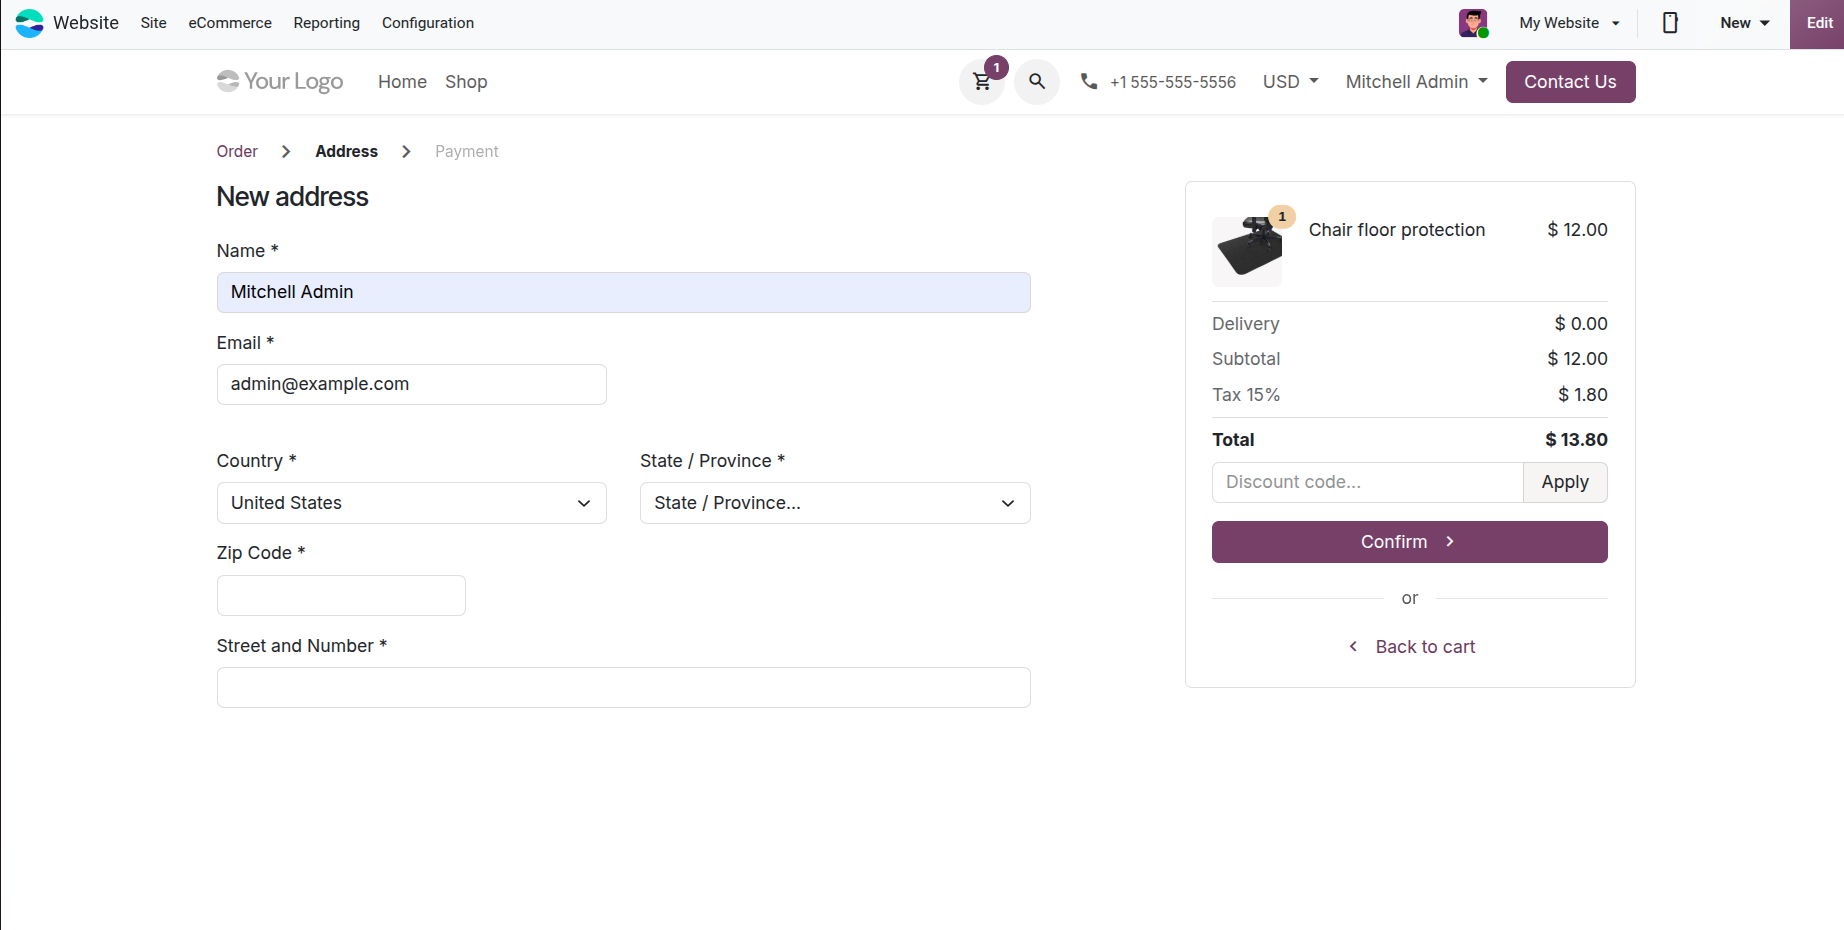 Website Site eCommerce Reporting Configuration My Website New Edit
Your Logo Home Shop 1 +1 555-555-5556 USD Mitchell Admin Contact Us
Order Address Payment
New address
Name *
Mitchell Admin
Email *
admin@example.com
Country *
State / Province *
United States
State / Province...
Zip Code *
Street and Number *
1
Chair floor protection $ 12.00
Delivery $ 0.00
Subtotal $ 12.00
Tax 15% $ 1.80
Total $ 13.80
Discount code... Apply
Confirm
or
Back to cart